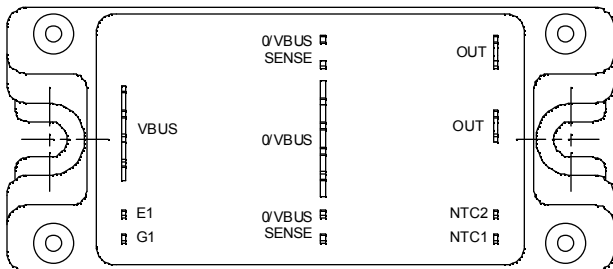 0/VBUS
SENSE
OUT
VBUS
0/VBUS
OUT
E1
G1
0/VBUS
SENSE
NTC2
NTC1